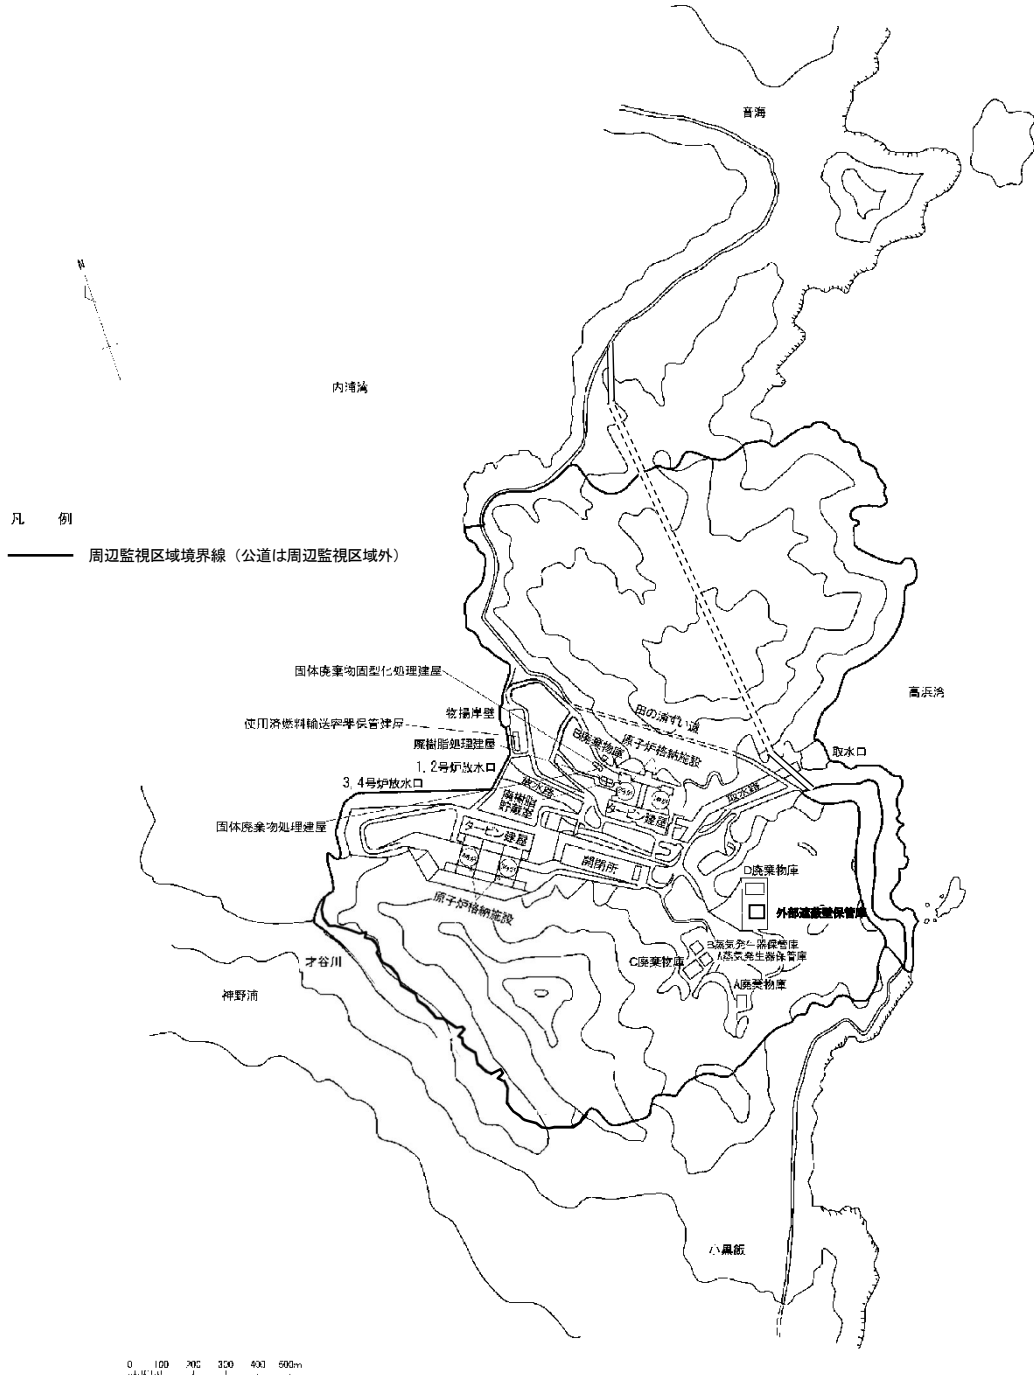 音海
N
内浦湾
凡 例
周辺監視区域境界線（公道は周辺監視区域外）
固体廃棄物固型化処理建屋
高浜湾
物揚岸壁
田の浦ずい道
使用済燃料輸送容器保管建屋
B廃棄物庫
原子炉格納施設
廃樹脂処理建屋
取水口
1,2号炉放水口
3,4号炉放水口
放水路
取水路
廃樹脂
貯蔵室
タービン建屋
固体廃棄物処理建屋
タービン建屋
開閉所
D廃棄物庫
原子炉格納施設
外部遮蔽壁保管庫
B蒸気発生器保管庫
A蒸気発生器保管庫
C廃棄物庫
才谷川
A廃棄物庫
神野浦
小黒飯
0 100 200 300 400 500m